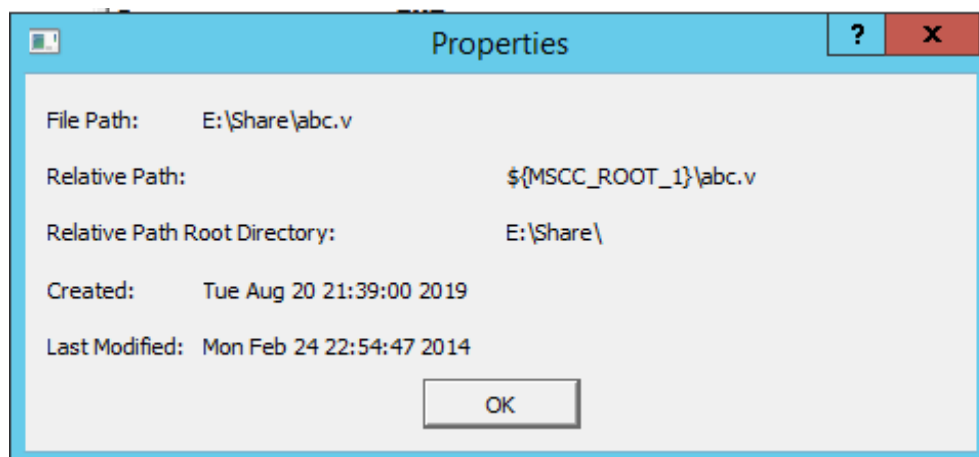 Properties
? x
File Path: E:\Share\abc.v
Relative Path: ${MSCC_ROOT_1}\abc.v
Relative Path Root Directory: E:\Share\
Created: Tue Aug 20 21:39:00 2019
Last Modified: Mon Feb 24 22:54:47 2014
OK